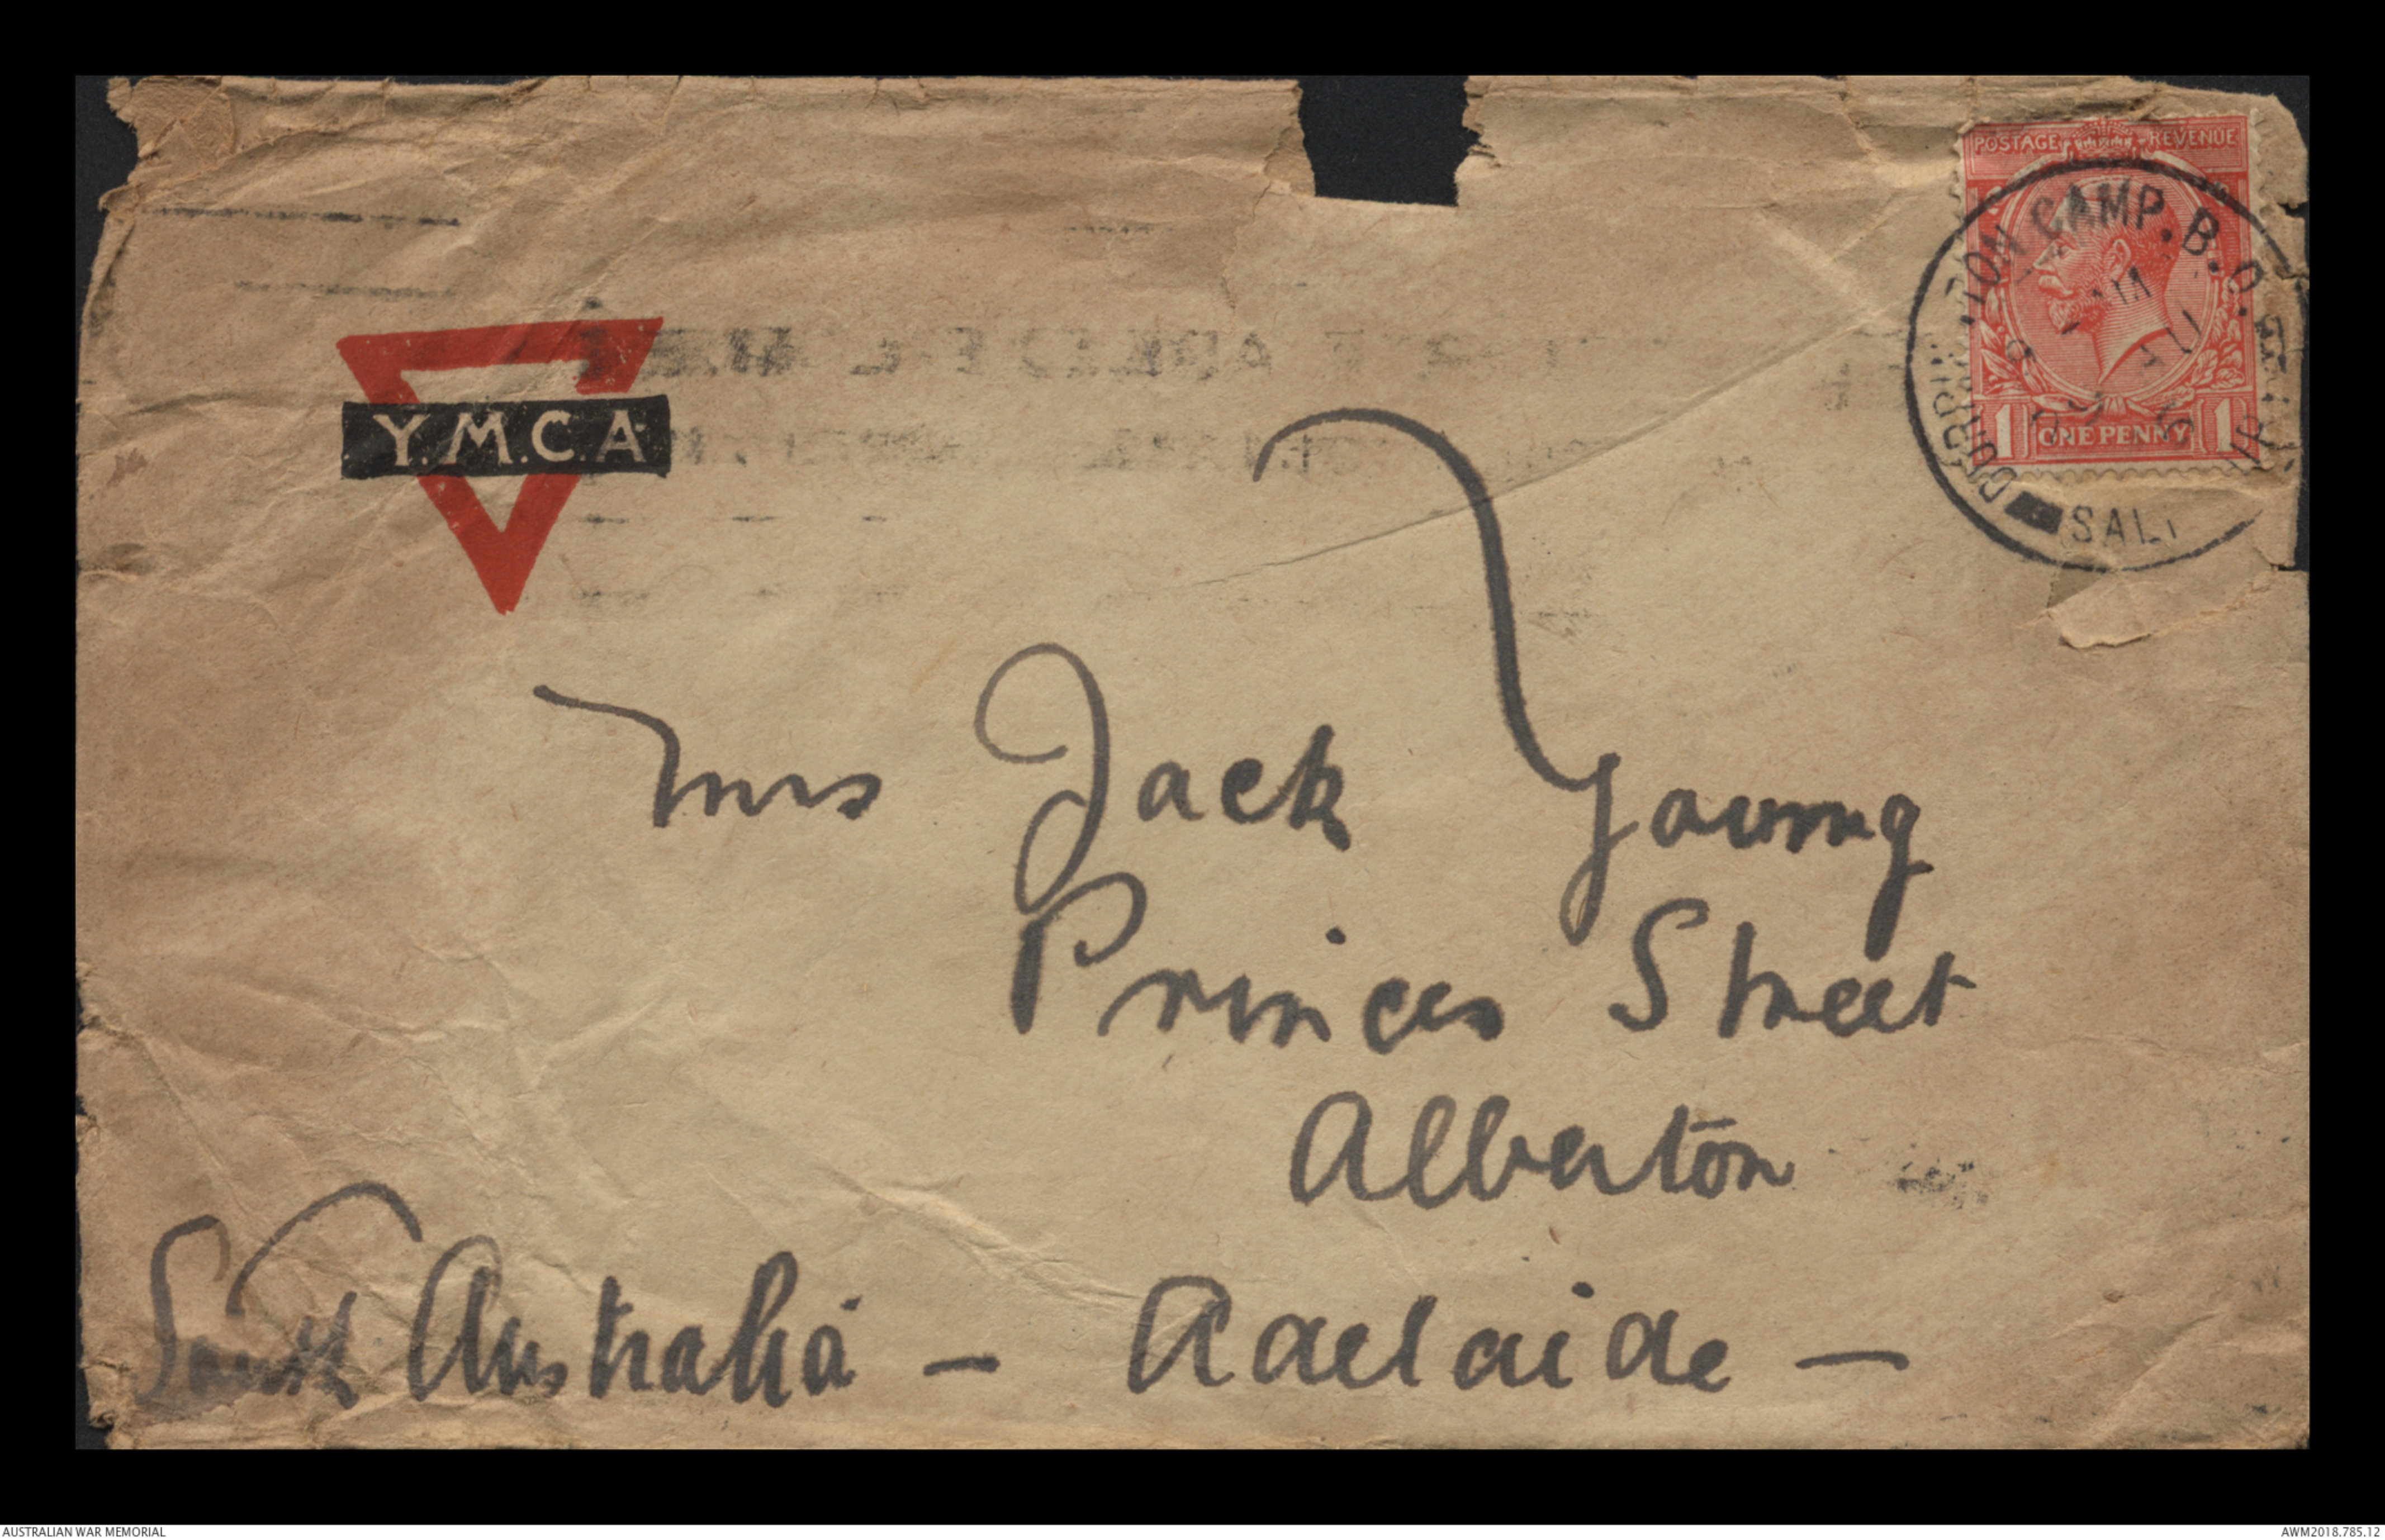 POSTAGE REVENUE
TON CAMP. B.O.
SAL
1 ONE PENNY 1
Y.M.C.A
Mrs Jack Young
Princes Street
Alberton
South Australia — Adelaide —
AUSTRALIAN WAR MEMORIAL
AWM2018.785.12